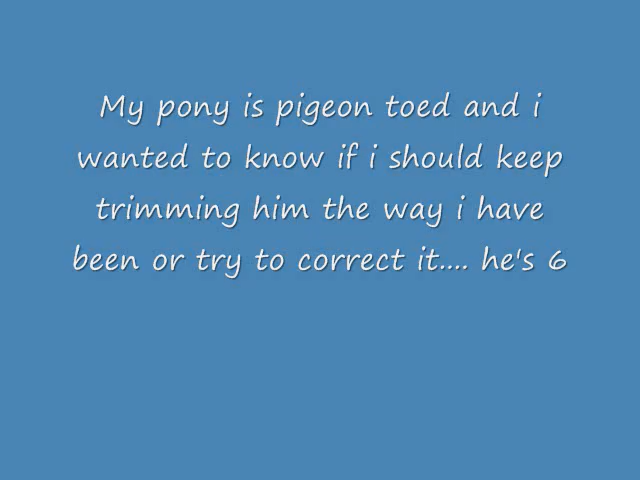 My pony is pigeon toed and i
wanted to know if i should keep
trimming him the way i have
been or try to correct it.... he's 6